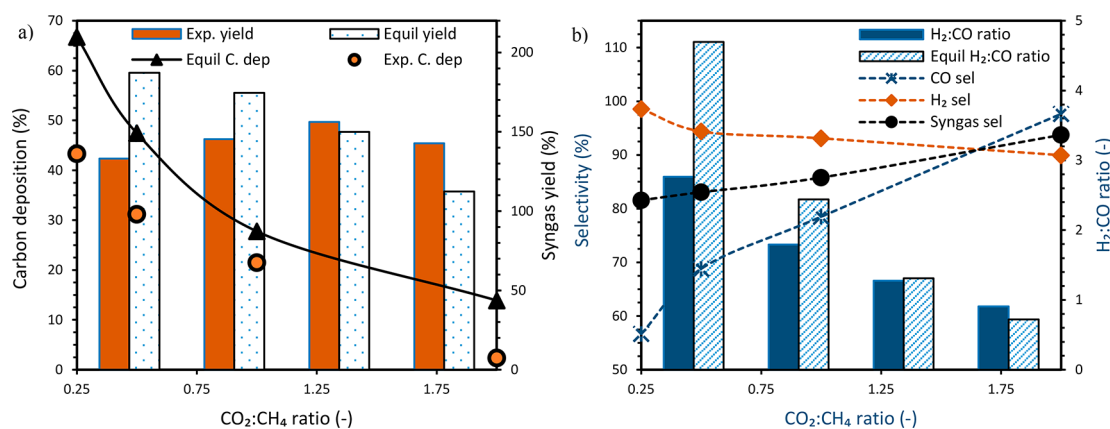 a)
Exp. yield
Equil yield
Equil C. dep
Exp. C. dep
Carbon deposition (%)
70
60
50
40
30
20
10
0
0.25
0.75
1.25
1.75
CO₂:CH₄ ratio (-)
200
150
100
50
0
Syngas yield (%)
b)
H₂:CO ratio
Equil H₂:CO ratio
CO sel
H₂ sel
Syngas sel
Selectivity (%)
110
100
90
80
70
60
50
0.25
0.75
1.25
1.75
CO₂:CH₄ ratio (-)
5
4
3
2
1
0
H₂:CO ratio (-)